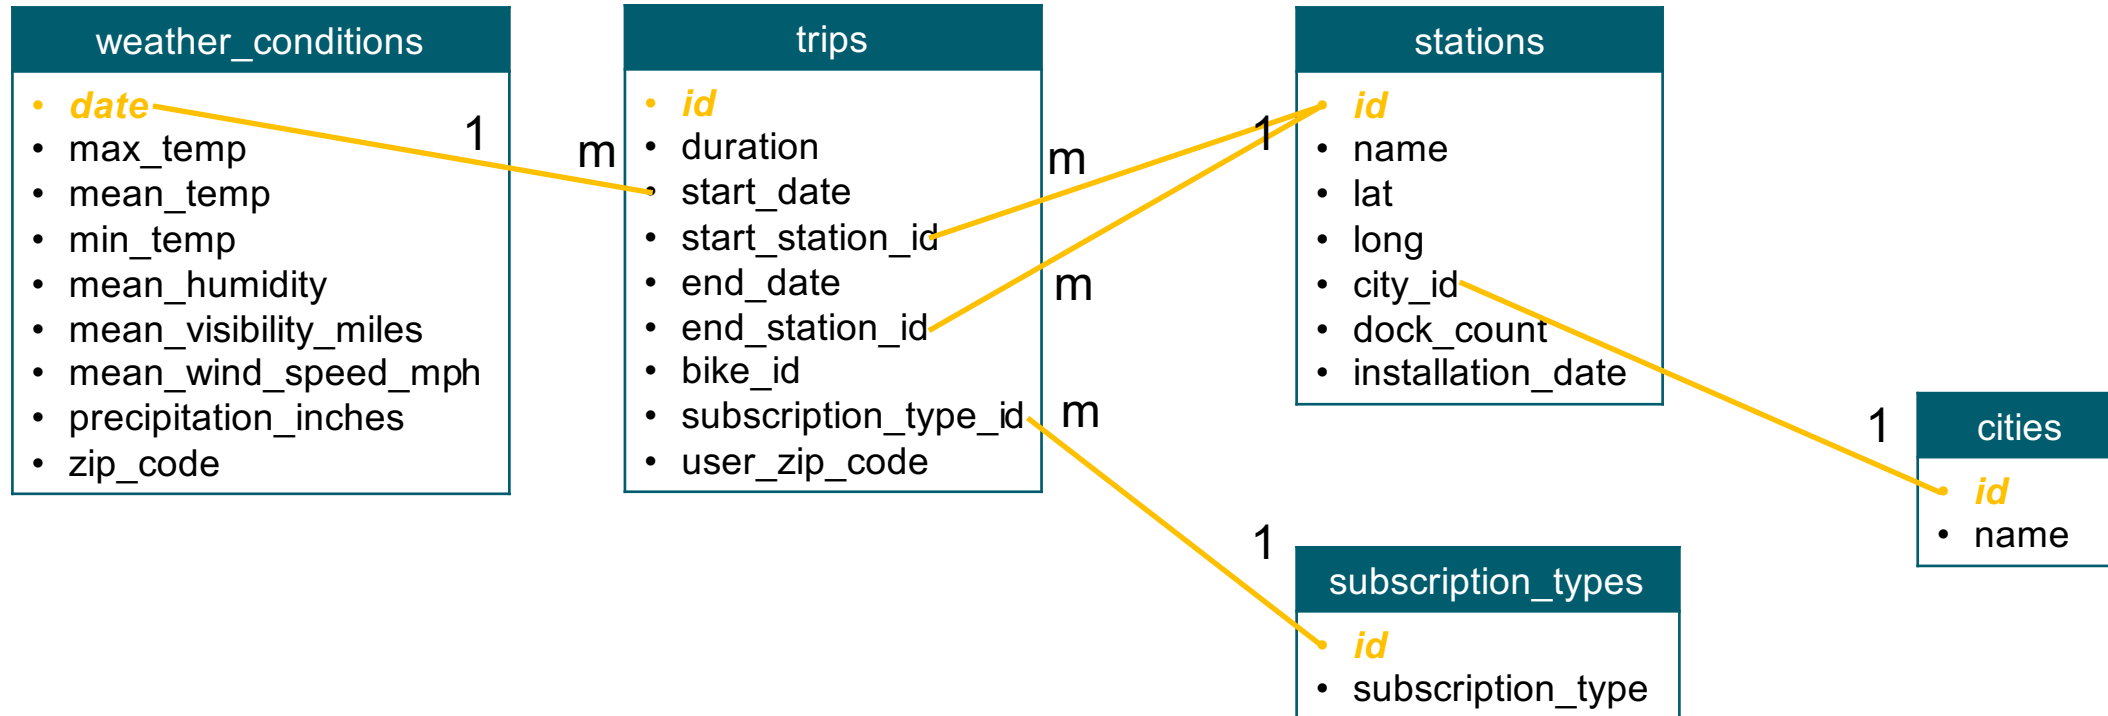 weather_conditions
• date
• max_temp
• mean_temp
• min_temp
• mean_humidity
• mean_visibility_miles
• mean_wind_speed_mph
• precipitation_inches
• zip_code
1
m
trips
• id
• duration
• start_date
• start_station_id
• end_date
• end_station_id
• bike_id
• subscription_type_id
• user_zip_code
m
m
m
1
1
stations
• id
• name
• lat
• long
• city_id
• dock_count
• installation_date
1
cities
• id
• name
subscription_types
• id
• subscription_type